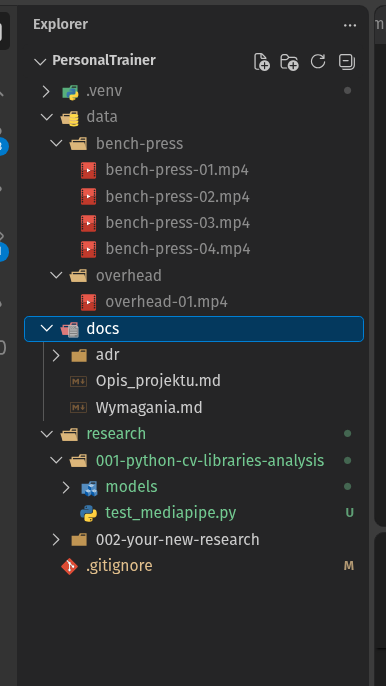 Explorer
PersonalTrainer
.venv
data
bench-press
bench-press-01.mp4
bench-press-02.mp4
bench-press-03.mp4
bench-press-04.mp4
overhead
overhead-01.mp4
docs
adr
Opis_projektu.md
Wymagania.md
research
001-python-cv-libraries-analysis
models
test_mediapipe.py U
002-your-new-research
.gitignore M